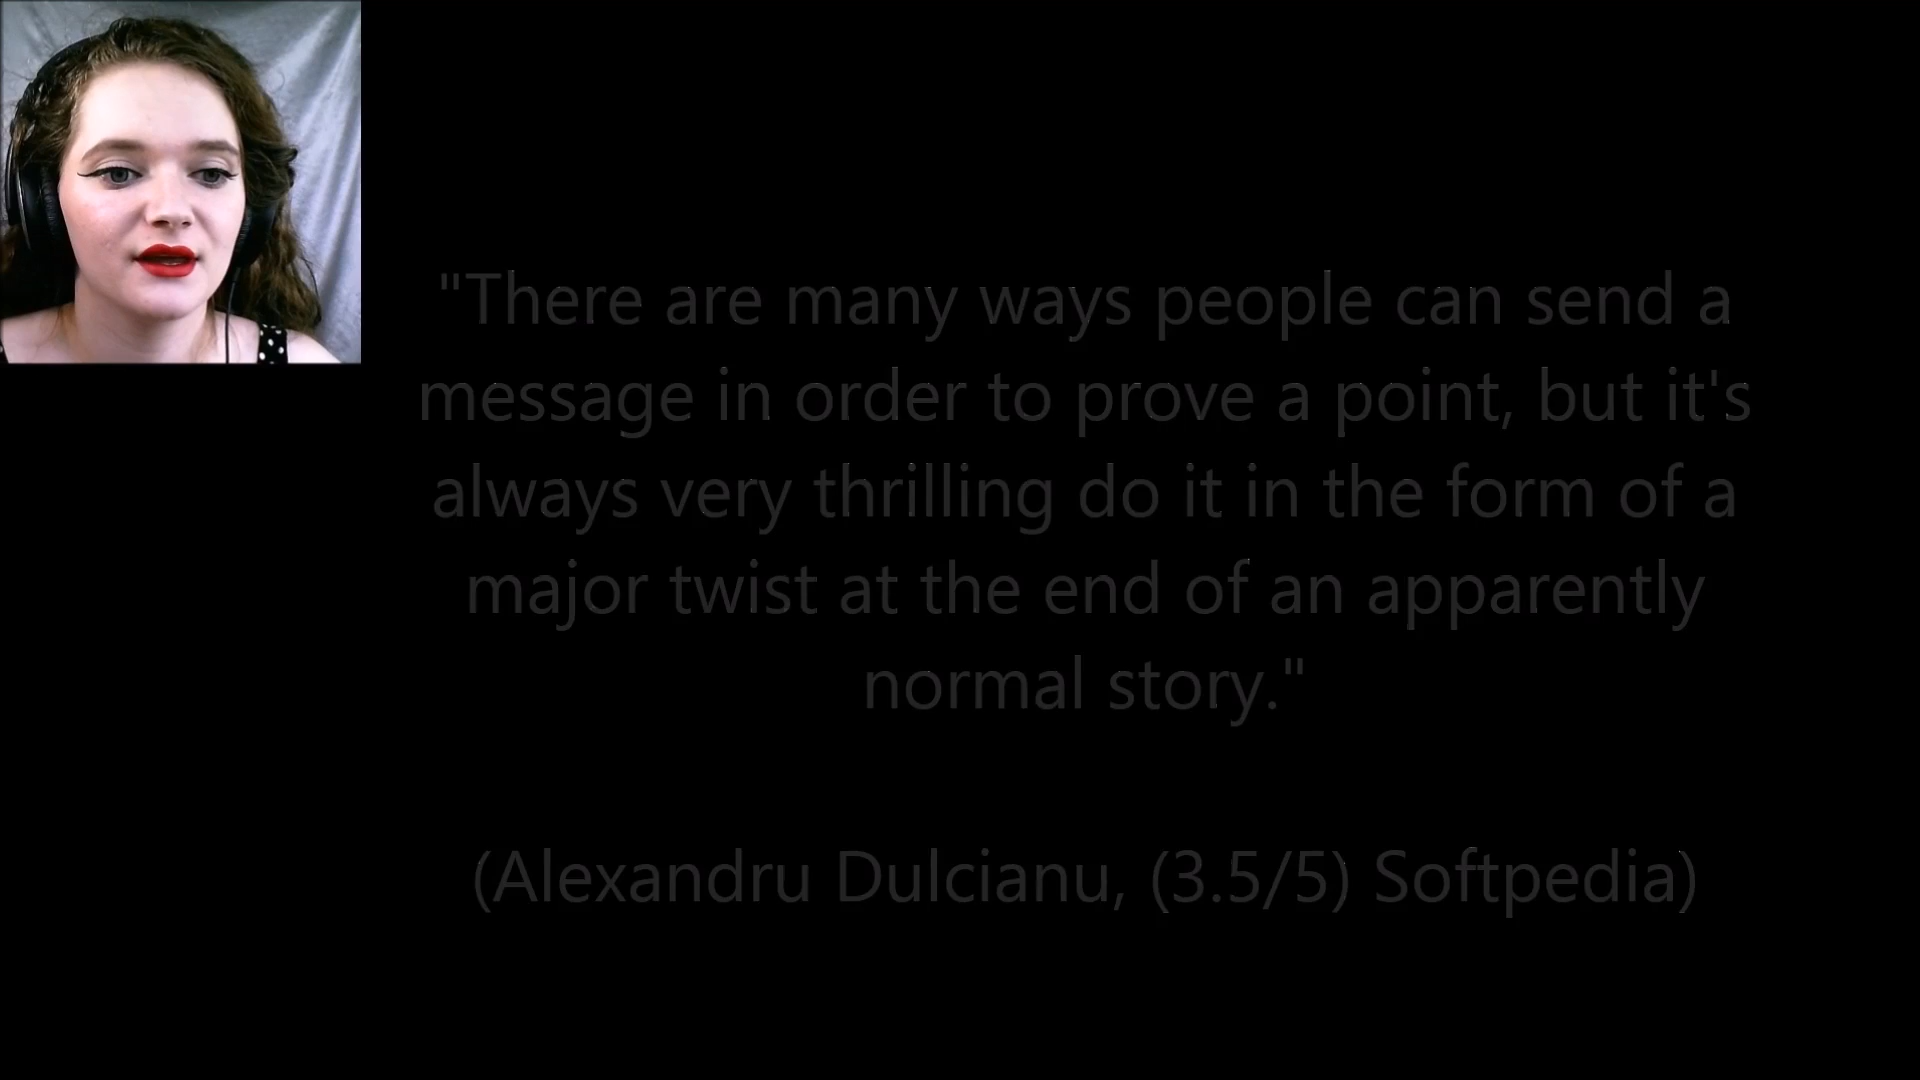 "There are many ways people can send a
message in order to prove a point, but it's
always very thrilling do it in the form of a
major twist at the end of an apparently
normal story."
(Alexandru Dulcianu, (3.5/5) Softpedia)